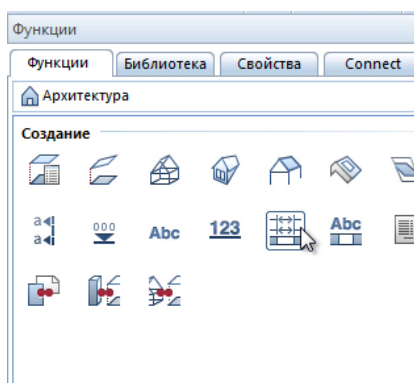 Функции
Функции Библиотека Свойства Connect
Архитектура
Создание
a
a
000
Abc
123
Abc